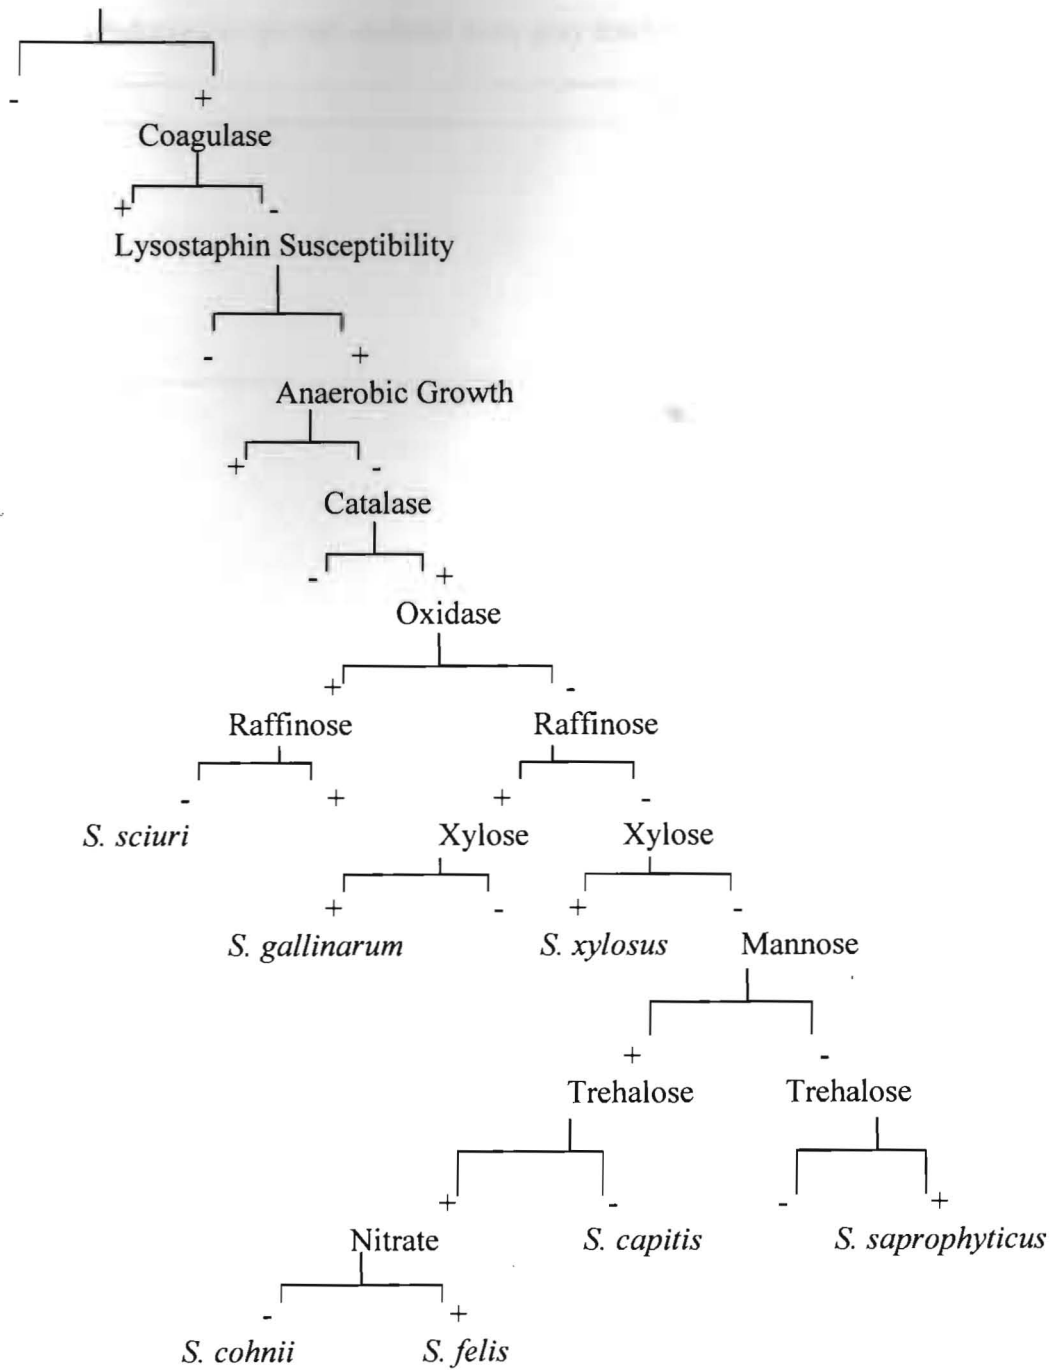 - +
Coagulase
+ -
Lysostaphin Susceptibility
- +
Anaerobic Growth
+ -
Catalase
- +
Oxidase
+ -
Raffinose Raffinose
- + + -
S. sciuri Xylose Xylose
+ - + -
S. gallinarum S. xylosus Mannose
+ -
Trehalose Trehalose
+ - - +
Nitrate S. capitis S. saprophyticus
- +
S. cohnii S. felis